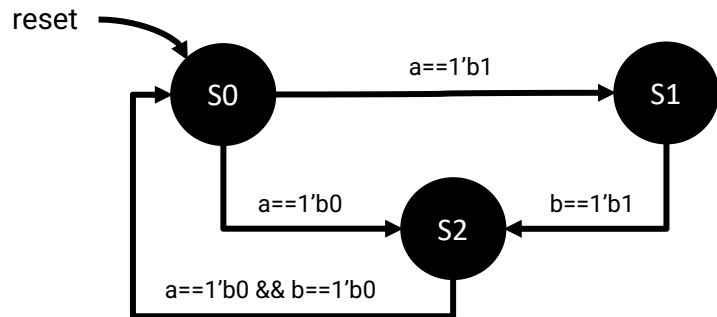 reset
a==1’b1
S0
S1
a==1’b0
b==1’b1
S2
a==1’b0 && b==1’b0